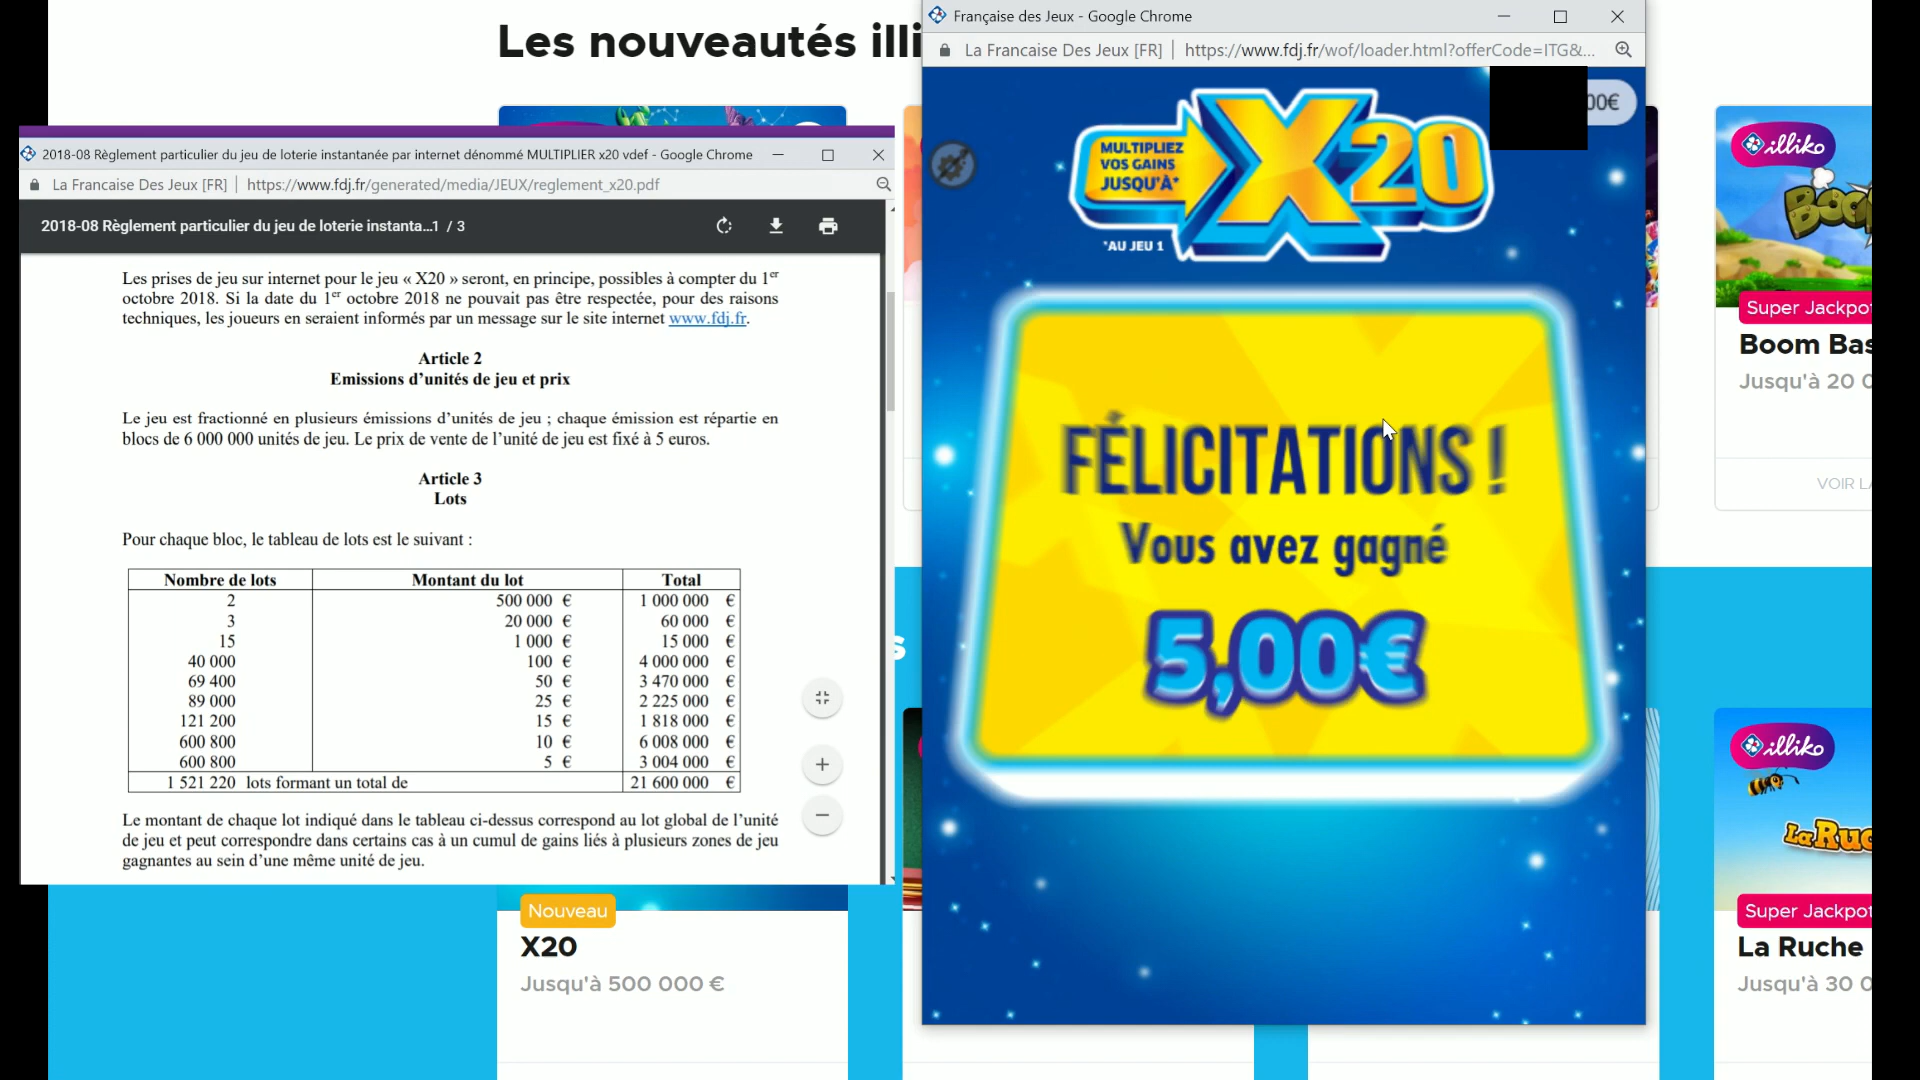 Les nouveautés illi
2018-08 Règlement particulier du jeu de loterie instantanée par internet dénommé MULTIPLIER x20 vdef - Google Chrome
La Francaise Des Jeux [FR] | https://www.fdj.fr/generated/media/JEUX/reglement_x20.pdf
2018-08 Règlement particulier du jeu de loterie instanta...1 / 3
Les prises de jeu sur internet pour le jeu « X20 » seront, en principe, possibles à compter du 1er
octobre 2018. Si la date du 1er octobre 2018 ne pouvait pas être respectée, pour des raisons
techniques, les joueurs en seraient informés par un message sur le site internet www.fdj.fr.
Article 2
Emissions d’unités de jeu et prix
Le jeu est fractionné en plusieurs émissions d’unités de jeu ; chaque émission est répartie en
blocs de 6 000 000 unités de jeu. Le prix de vente de l’unité de jeu est fixé à 5 euros.
Article 3
Lots
Pour chaque bloc, le tableau de lots est le suivant :
Nombre de lots Montant du lot Total
2 500 000 € 1 000 000 €
3 20 000 € 60 000 €
15 1 000 € 15 000 €
40 000 100 € 4 000 000 €
69 400 50 € 3 470 000 €
89 000 25 € 2 225 000 €
121 200 15 € 1 818 000 €
600 800 10 € 6 008 000 €
600 800 5 € 3 004 000 €
1 521 220 lots formant un total de 21 600 000 €
Le montant de chaque lot indiqué dans le tableau ci-dessus correspond au lot global de l’unité
de jeu et peut correspondre dans certains cas à un cumul de gains liés à plusieurs zones de jeu
gagnantes au sein d’une même unité de jeu.
Nouveau
X20
Jusqu'à 500 000 €
s
Française des Jeux - Google Chrome
La Francaise Des Jeux [FR] | https://www.fdj.fr/wof/loader.html?offerCode=ITG&...
00€
MULTIPLIEZ
VOS GAINS
JUSQU'À*
X20
*AU JEU 1
FÉLICITATIONS !
Vous avez gagné
5,00€
illiko
BOO
Super Jackpo
Boom Bas
Jusqu'à 20 0
VOIR LA
illiko
La Ruc
Super Jackpot
La Ruche
Jusqu'à 30 0